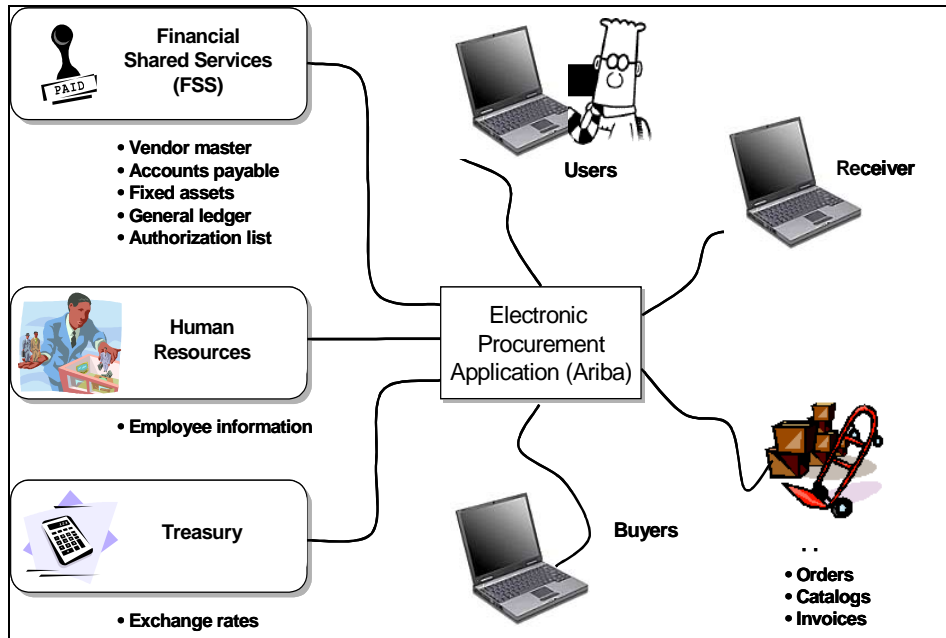 Financial
Shared Services
(FSS)
PAID
• Vendor master
• Accounts payable
• Fixed assets
• General ledger
• Authorization list
Human
Resources
• Employee information
Treasury
• Exchange rates
Users
Receiver
Electronic
Procurement
Application (Ariba)
Buyers
. .
• Orders
• Catalogs
• Invoices